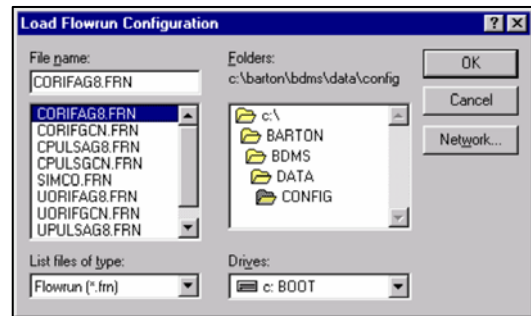 Load Flowrun Configuration
File name:
CORIFAG8.FRN
CORIFAG8.FRN
CORIFGCN.FRN
CPULSAG8.FRN
CPULSGCN.FRN
SIMCO.FRN
UORIFAG8.FRN
UORIFGCN.FRN
UPULSAG8.FRN
List files of type:
Flowrun (*.frn)
Folders:
c:\barton\bdms\data\config
c:\
BARTON
BDMS
DATA
CONFIG
Drives:
c: BOOT
OK
Cancel
Network...